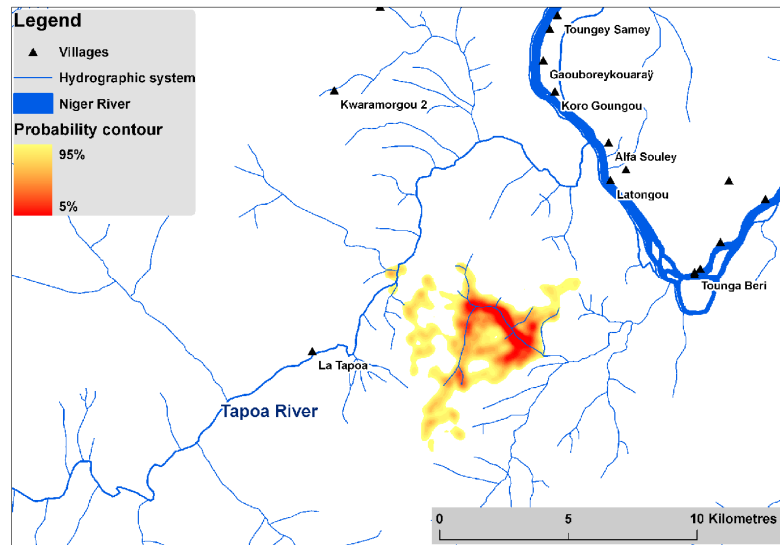 Legend
Villages
Hydrographic system
Niger River
Probability contour
95%
5%
Toungey Samey
Gaouboreykouaraÿ
Kwaramorgou 2
Koro Goungou
Alfa Souley
Latongou
Tounga Beri
La Tapoa
Tapoa River
0 5 10 Kilometres